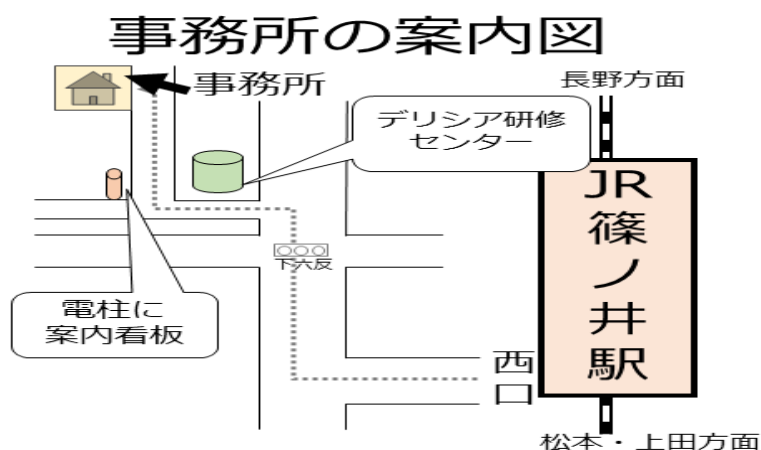 事務所の案内図
事務所
長野方面
デリシア研修
センター
JR篠ノ井駅
下六反
電柱に
案内看板
西口
松本・上田方面